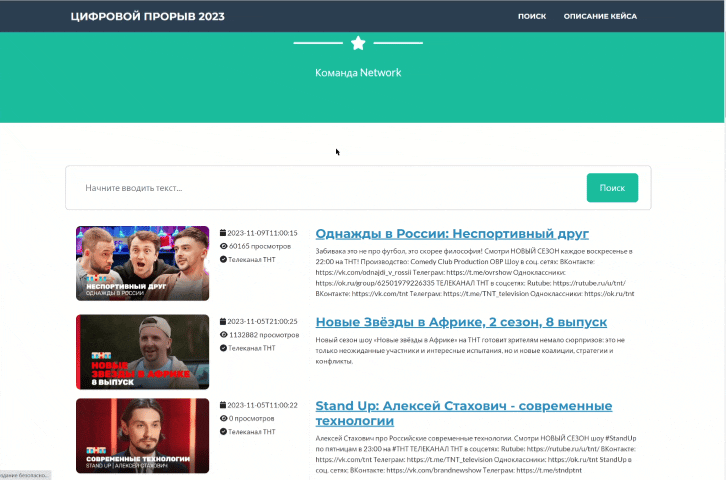 ЦИФРОВОЙ ПРОРЫВ 2023
ПОИСК ОПИСАНИЕ КЕЙСА
Команда Network
Начните вводить текст...
Поиск
НЕСПОРТИВНЫЙ ДРУГ
ОДНАЖДЫ В РОССИИ
2023-11-09T11:00:15
60165 просмотров
Телеканал ТНТ
Однажды в России: Неспортивный друг
Забивака это не про футбол, это скорее философия! Смотри НОВЫЙ СЕЗОН каждое воскресенье в
22:00 на ТНТ! Производство: Comedy Club Production ОВР Шоу в соц. сетях: ВКонтакте:
https://vk.com/odnajdi_v_rossii Телеграм: https://t.me/ovrshow Одноклассники:
https://ok.ru/group/62501979226335 ТЕЛЕКАНАЛ ТНТ в соцсетях: Rutube: https://rutube.ru/u/tnt/
ВКонтакте: https://vk.com/tnt Телеграм: https://t.me/TNT_television Одноклассники: https://ok.ru/tnt
ТНТ
НОВЫЕ
ЗВЁЗДЫ В АФРИКЕ
8 ВЫПУСК
2023-11-05T21:00:25
1132882 просмотров
Телеканал ТНТ
Новые Звёзды в Африке, 2 сезон, 8 выпуск
Новый сезон шоу «Новые звёзды в Африке» на ТНТ готовит зрителям немало сюрпризов: это не
только неожиданные участники и интересные испытания, но и новые коалиции, стратегии и
конфликты.
ТНТ
СОВРЕМЕННЫЕ ТЕХНОЛОГИИ
STAND UP | АЛЕКСЕЙ СТАХОВИЧ
2023-11-05T11:00:22
0 просмотров
Телеканал ТНТ
Stand Up: Алексей Стахович - современные
технологии
Алексей Стахович про Российские современные технологии. Смотри НОВЫЙ СЕЗОН шоу #StandUp
по пятницам в 23:00 на #ТНТ ТЕЛЕКАНАЛ ТНТ в соцсетях: Rutube: https://rutube.ru/u/tnt/ ВКонтакте:
https://vk.com/tnt Телеграм: https://t.me/TNT_television Одноклассники: https://ok.ru/tnt StandUp в
соц. сетях: ВКонтакте: https://vk.com/brandnewshow Телеграм: https://t.me/stndptnt